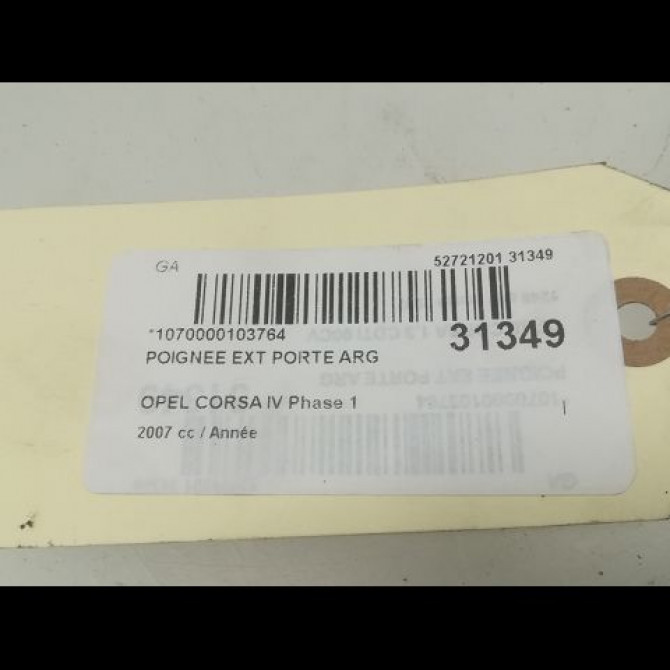 GA
52721201 31349
*1070000103764
31349
POIGNEE EXT PORTE ARG
OPEL CORSA IV Phase 1
2007 cc / Année